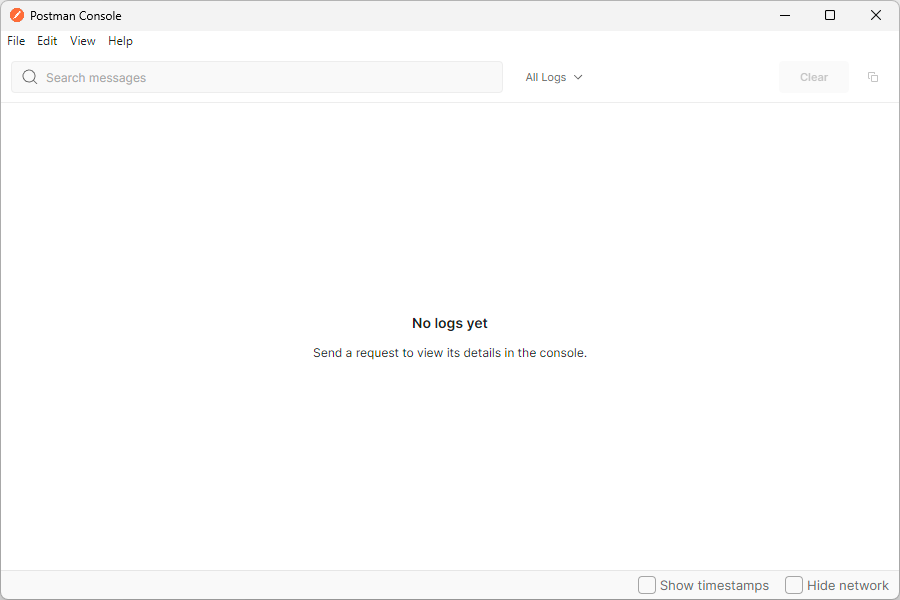 Postman Console
File Edit View Help
Search messages All Logs Clear
No logs yet
Send a request to view its details in the console.
Show timestamps Hide network